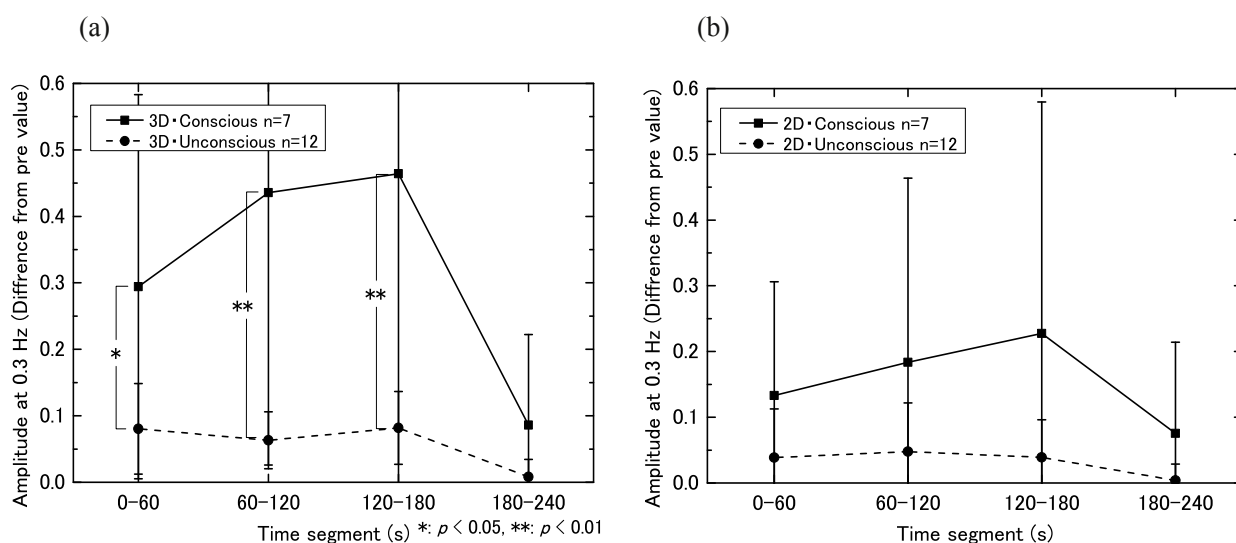 (a)
(b)
Amplitude at 0.3 Hz (Diffrence from pre value)
0.6
0.5
0.4
0.3
0.2
0.1
0.0
3D・Conscious n=7
3D・Unconscious n=12
*
**
**
0−60
60−120
120−180
180−240
Time segment (s)
*: p < 0.05, **: p < 0.01
Amplitude at 0.3 Hz (Diffrence from pre value)
0.6
0.5
0.4
0.3
0.2
0.1
0.0
2D・Conscious n=7
2D・Unconscious n=12
0−60
60−120
120−180
180−240
Time segment (s)